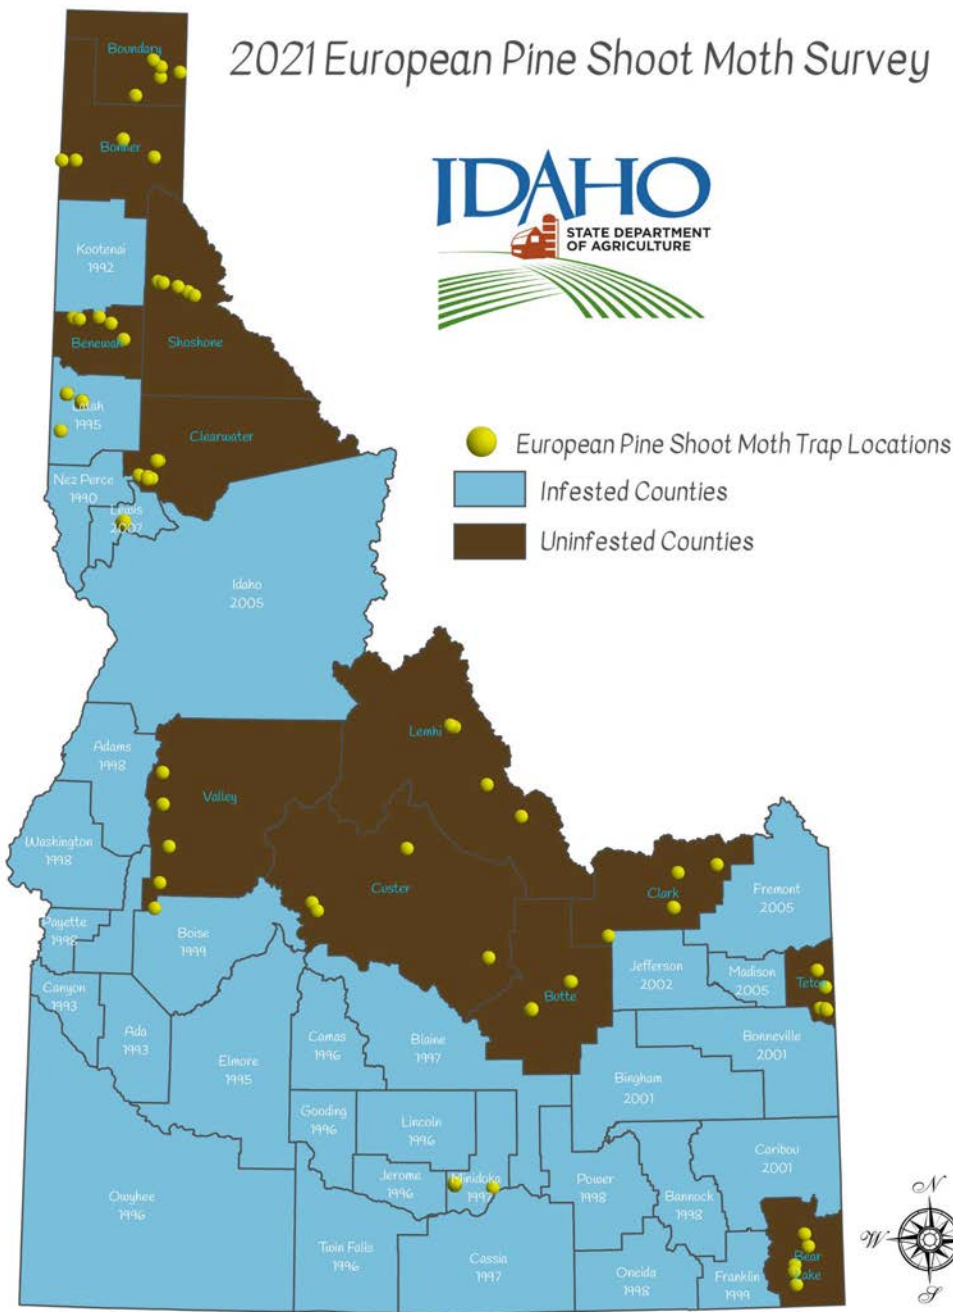 2021 European Pine Shoot Moth Survey
IDAHO
STATE DEPARTMENT
OF AGRICULTURE
European Pine Shoot Moth Trap Locations
Infested Counties
Uninfested Counties
Boundary
Bonner
Kootenai
1992
Benewah
Shoshone
Latah
1995
Clearwater
Nez Perce
1990
Lewis
2007
Idaho
2005
Lemhi
Adams
1998
Valley
Washington
1998
Custer
Clark
Fremont
2005
Payette
1998
Boise
1999
Jefferson
2002
Madison
2005
Teton
Canyon
1993
Butte
Ada
1993
Camas
1996
Blaine
1997
Bonneville
2001
Elmore
1995
Bingham
2001
Gooding
1996
Lincoln
1996
Caribou
2001
Jerome
1996
Minidoka
1997
Power
1998
Bannock
1998
Owyhee
1996
Twin Falls
1996
Cassia
1997
Oneida
1998
Franklin
1999
Bear
Lake
N
W
S